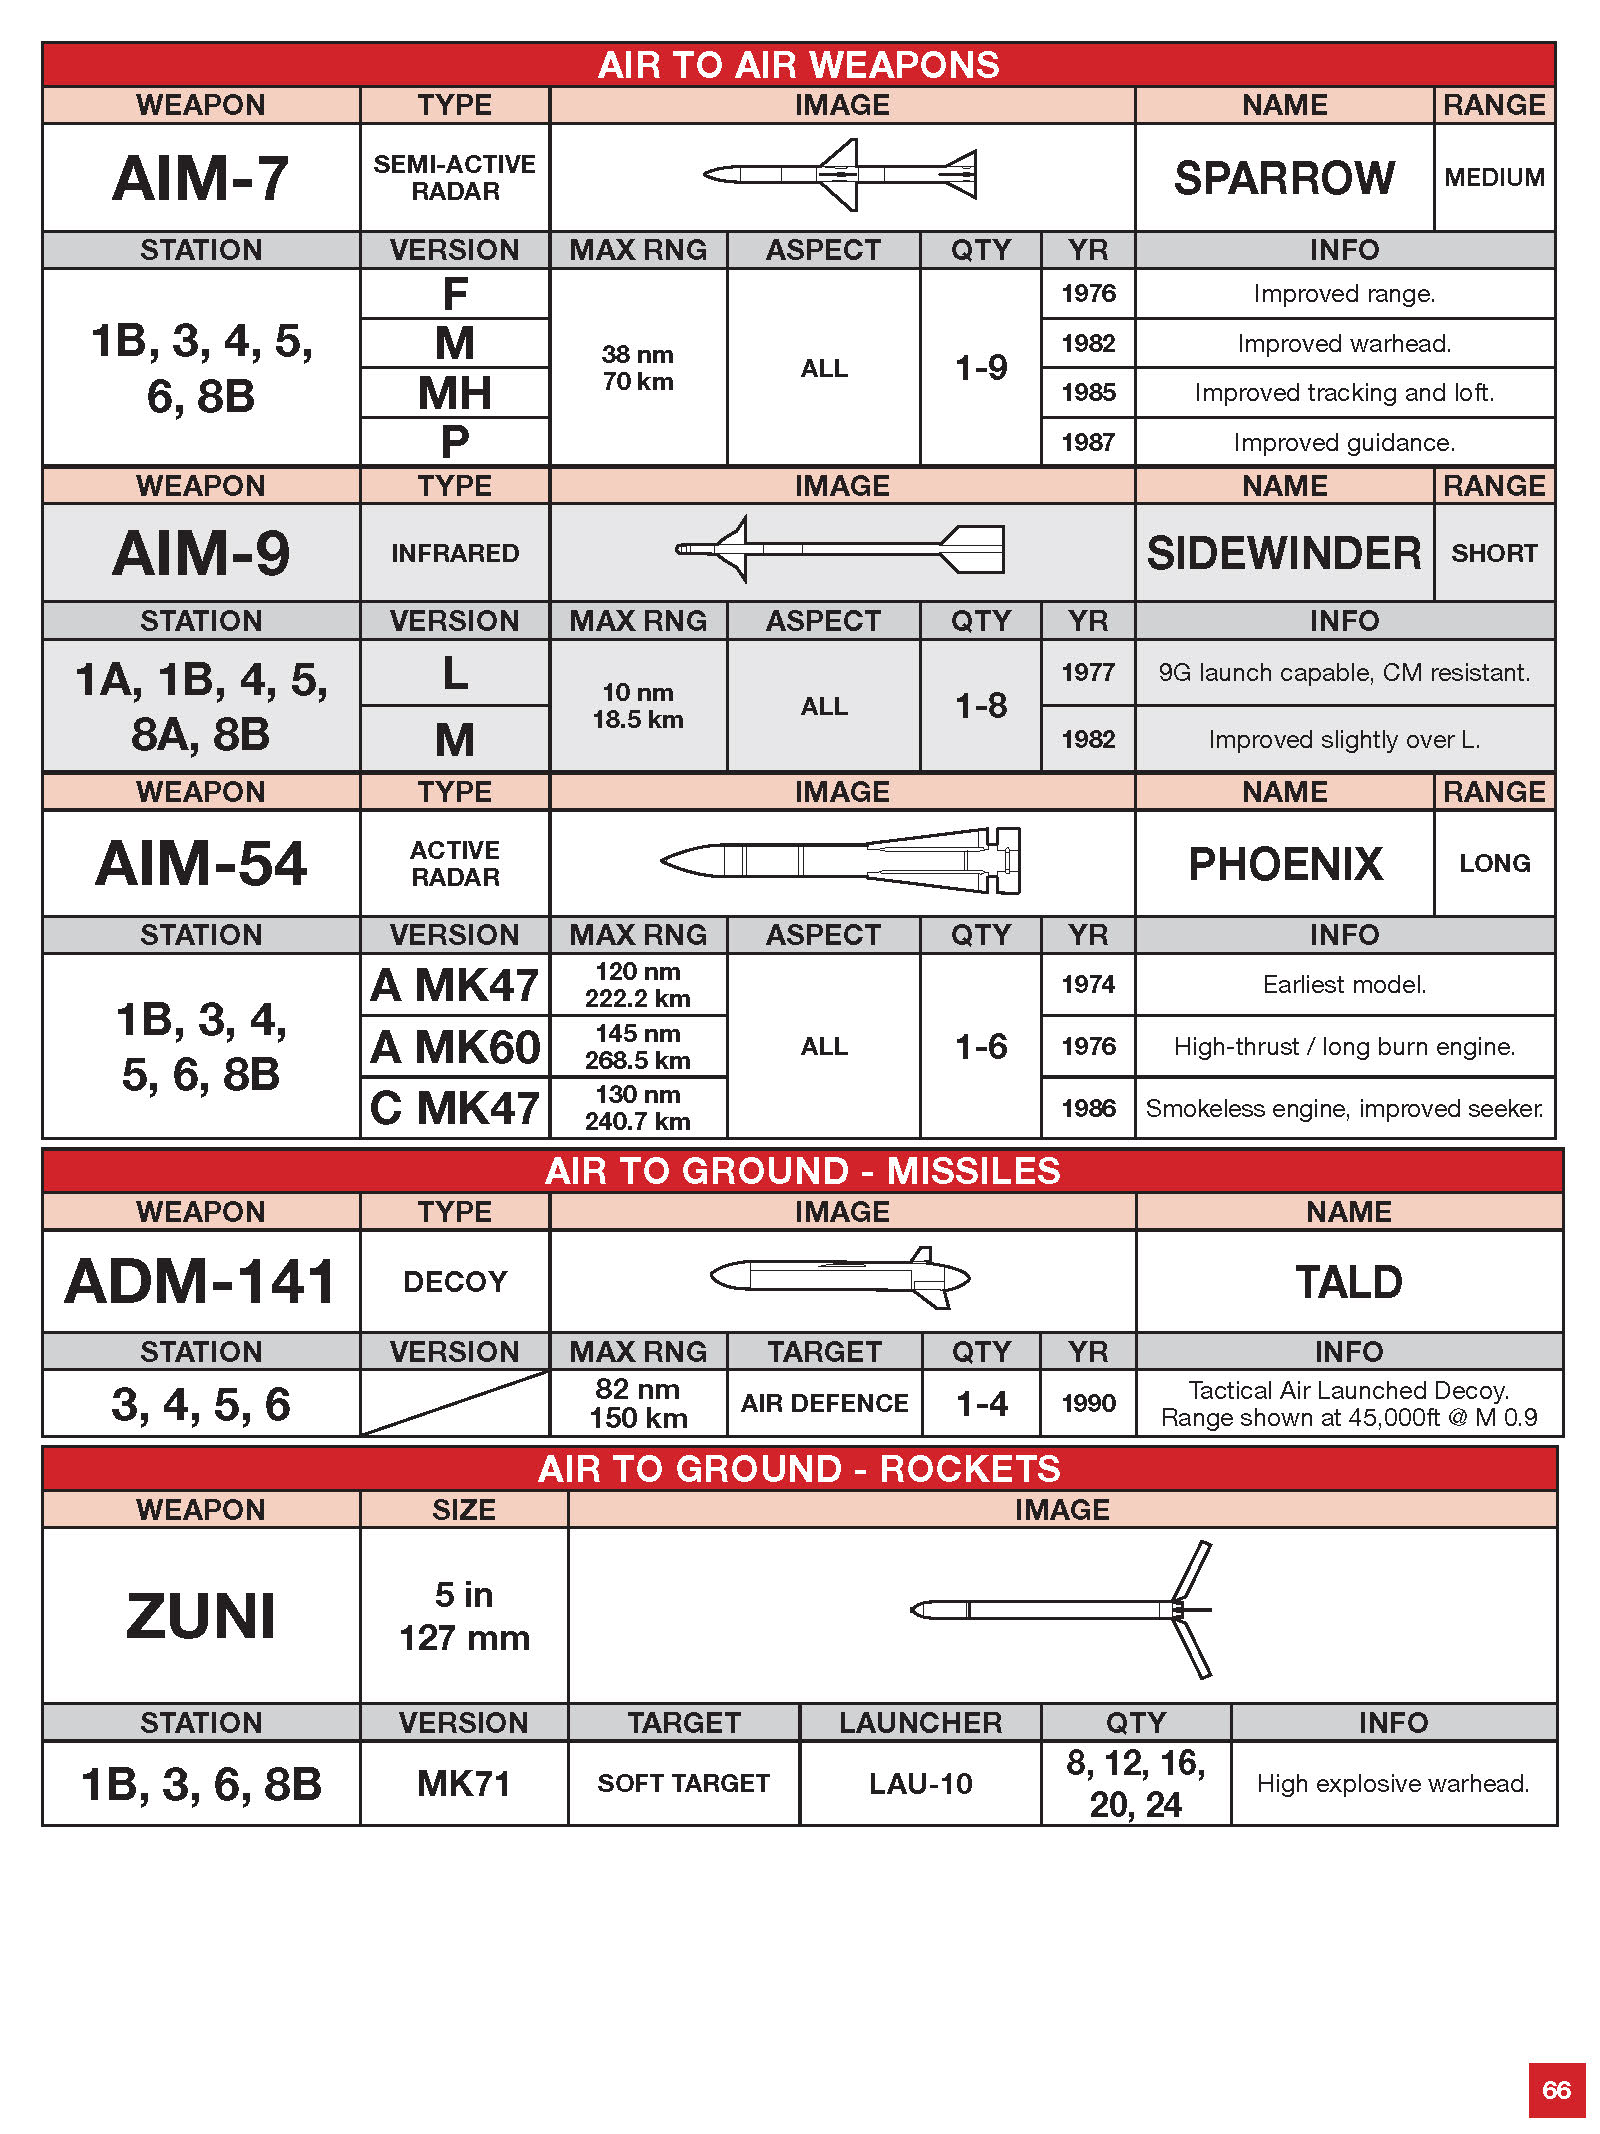 AIR TO AIR WEAPONS
WEAPON TYPE IMAGE NAME RANGE
AIM-7 SEMI-ACTIVE RADAR SPARROW MEDIUM
STATION VERSION MAX RNG ASPECT QTY YR INFO
1B, 3, 4, 5,
6, 8B
38 nm
70 km
ALL 1-9
F 1976 Improved range.
M 1982 Improved warhead.
MH 1985 Improved tracking and loft.
P 1987 Improved guidance.
WEAPON TYPE IMAGE NAME RANGE
AIM-9 INFRARED SIDEWINDER SHORT
STATION VERSION MAX RNG ASPECT QTY YR INFO
1A, 1B, 4, 5,
8A, 8B
10 nm
18.5 km
ALL 1-8
L 1977 9G launch capable, CM resistant.
M 1982 Improved slightly over L.
WEAPON TYPE IMAGE NAME RANGE
AIM-54 ACTIVE RADAR PHOENIX LONG
STATION VERSION MAX RNG ASPECT QTY YR INFO
1B, 3, 4,
5, 6, 8B
ALL 1-6
A MK47 120 nm 222.2 km 1974 Earliest model.
A MK60 145 nm 268.5 km 1976 High-thrust / long burn engine.
C MK47 130 nm 240.7 km 1986 Smokeless engine, improved seeker.
AIR TO GROUND - MISSILES
WEAPON TYPE IMAGE NAME
ADM-141 DECOY TALD
STATION VERSION MAX RNG TARGET QTY YR INFO
3, 4, 5, 6 82 nm 150 km AIR DEFENCE 1-4 1990 Tactical Air Launched Decoy.
Range shown at 45,000ft @ M 0.9
AIR TO GROUND - ROCKETS
WEAPON SIZE IMAGE
ZUNI 5 in
127 mm
STATION VERSION TARGET LAUNCHER QTY INFO
1B, 3, 6, 8B MK71 SOFT TARGET LAU-10 8, 12, 16,
20, 24 High explosive warhead.
66